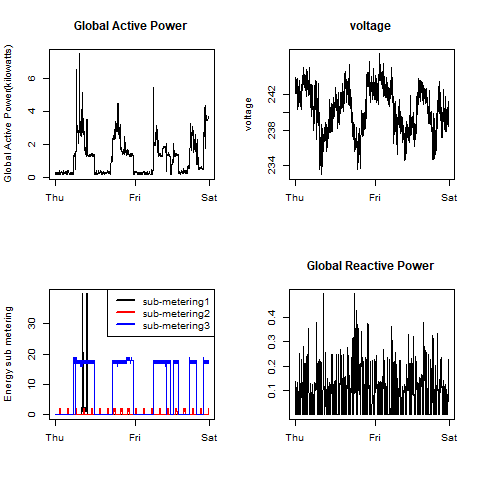 Global Active Power
Global Active Power(kilowatts)
0 2 4 6
Thu Fri Sat
voltage
voltage
234 238 242
Thu Fri Sat
Energy sub metering
0 10 20 30
sub-metering1
sub-metering2
sub-metering3
Thu Fri Sat
Global Reactive Power
0.1 0.2 0.3 0.4
Thu Fri Sat